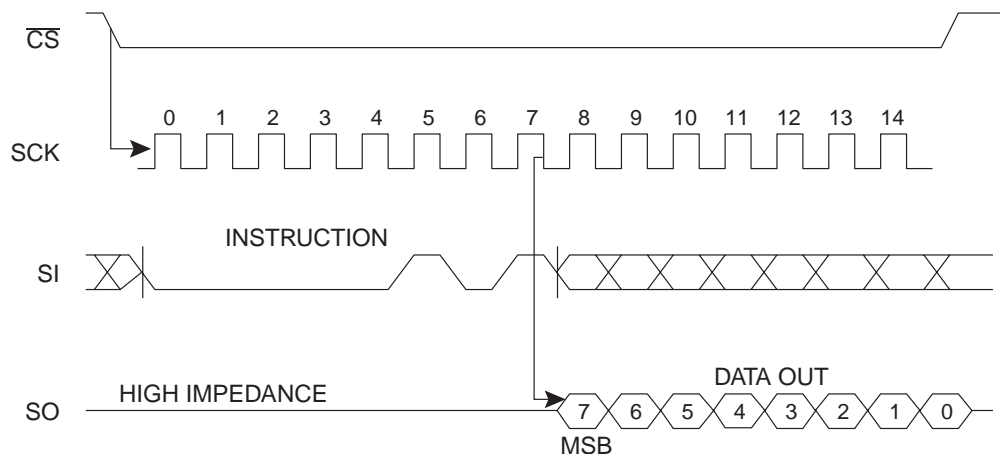 CS
0 1 2 3 4 5 6 7 8 9 10 11 12 13 14
SCK
INSTRUCTION
SI
DATA OUT
HIGH IMPEDANCE
SO
7 6 5 4 3 2 1 0
MSB